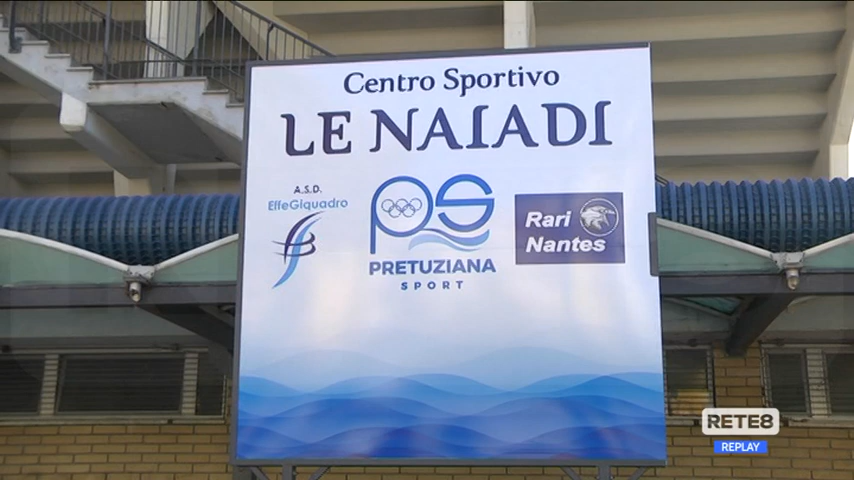 Centro Sportivo
LE NAIADI
A.S.D.
EffeGIquadro
PS
PRETUZIANA
SPORT
Rari
Nantes
RETE8
REPLAY